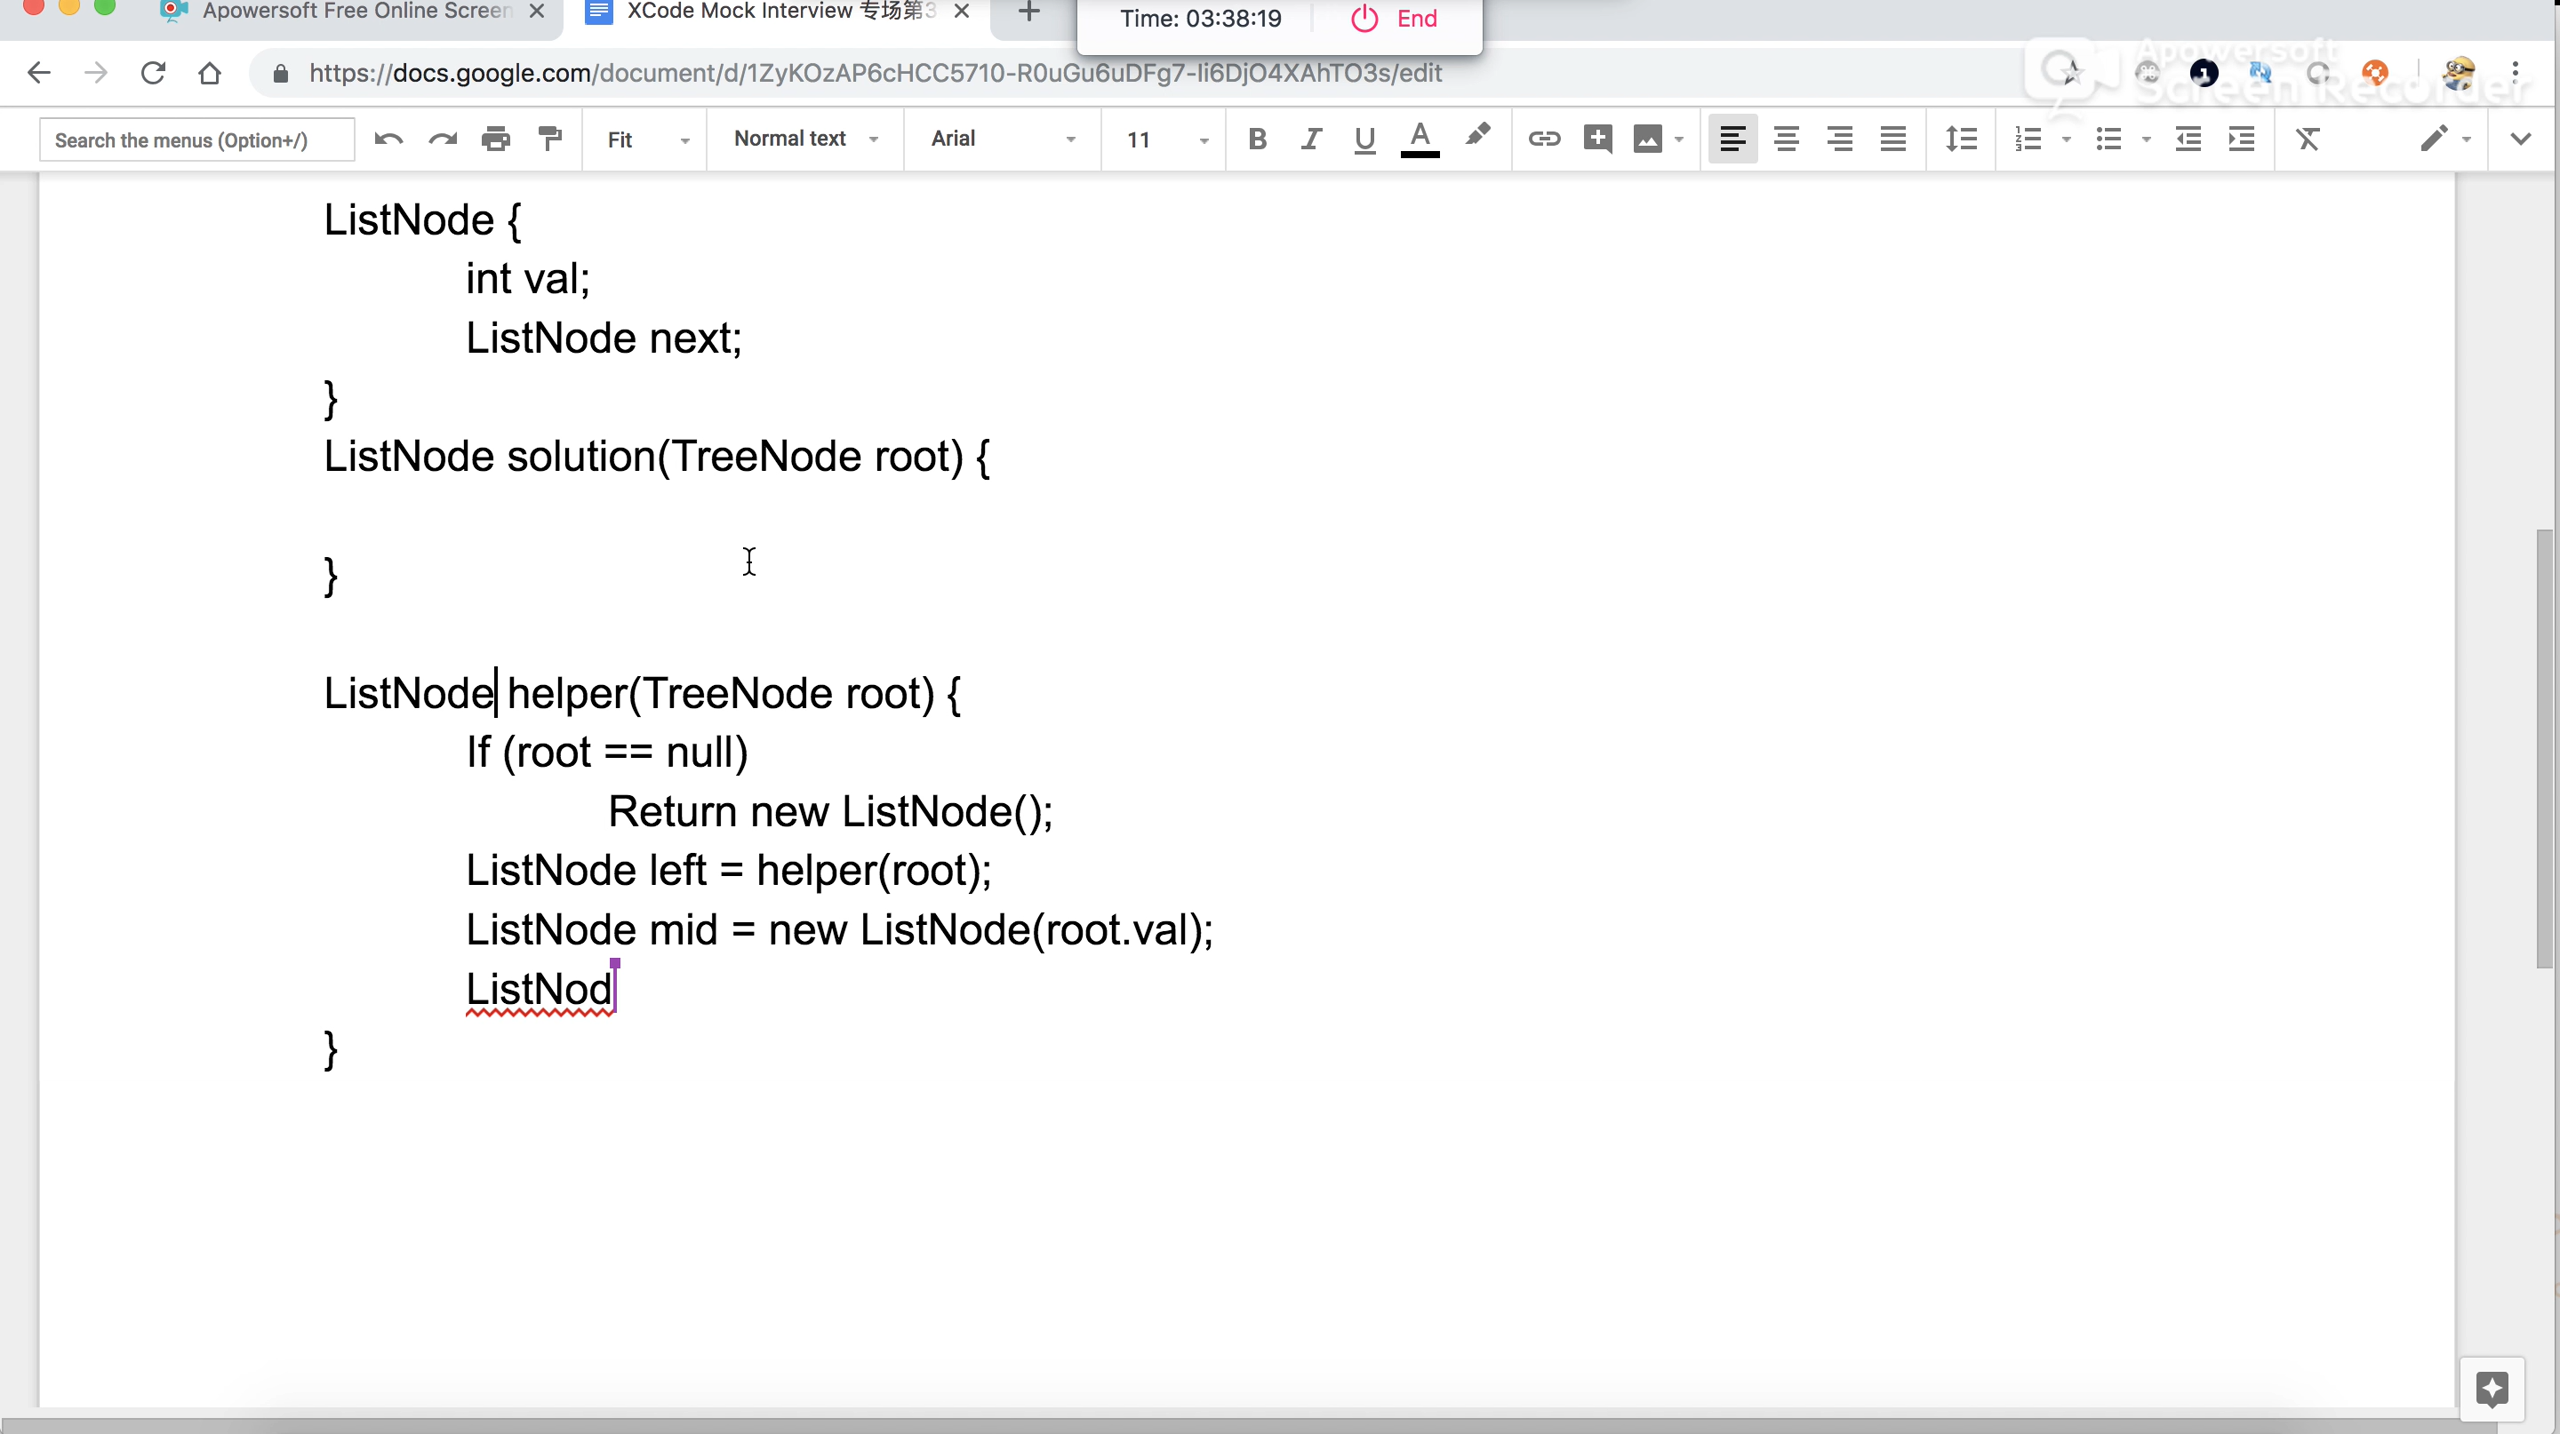 Apowersoft Free Online Screen
XCode Mock Interview 专场第3
Time: 03:38:19
End
https://docs.google.com/document/d/1ZyKOzAP6cHCC5710-R0uGu6uDFg7-li6DjO4XAhTO3s/edit
Apowersoft
Screen Recorder
Search the menus (Option+/)
Fit
Normal text
Arial
11
ListNode {
int val;
ListNode next;
}
ListNode solution(TreeNode root) {
}
ListNode helper(TreeNode root) {
If (root == null)
Return new ListNode();
ListNode left = helper(root);
ListNode mid = new ListNode(root.val);
ListNod
}